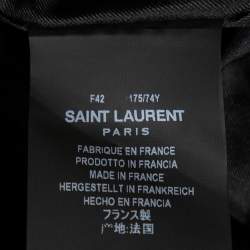 F42 175/74Y
SAINT LAURENT
PARIS
FABRIQUE EN FRANCE
PRODOTTO IN FRANCIA
MADE IN FRANCE
HERGESTELLT IN FRANKREICH
HECHO EN FRANCIA
フランス製
地:法国